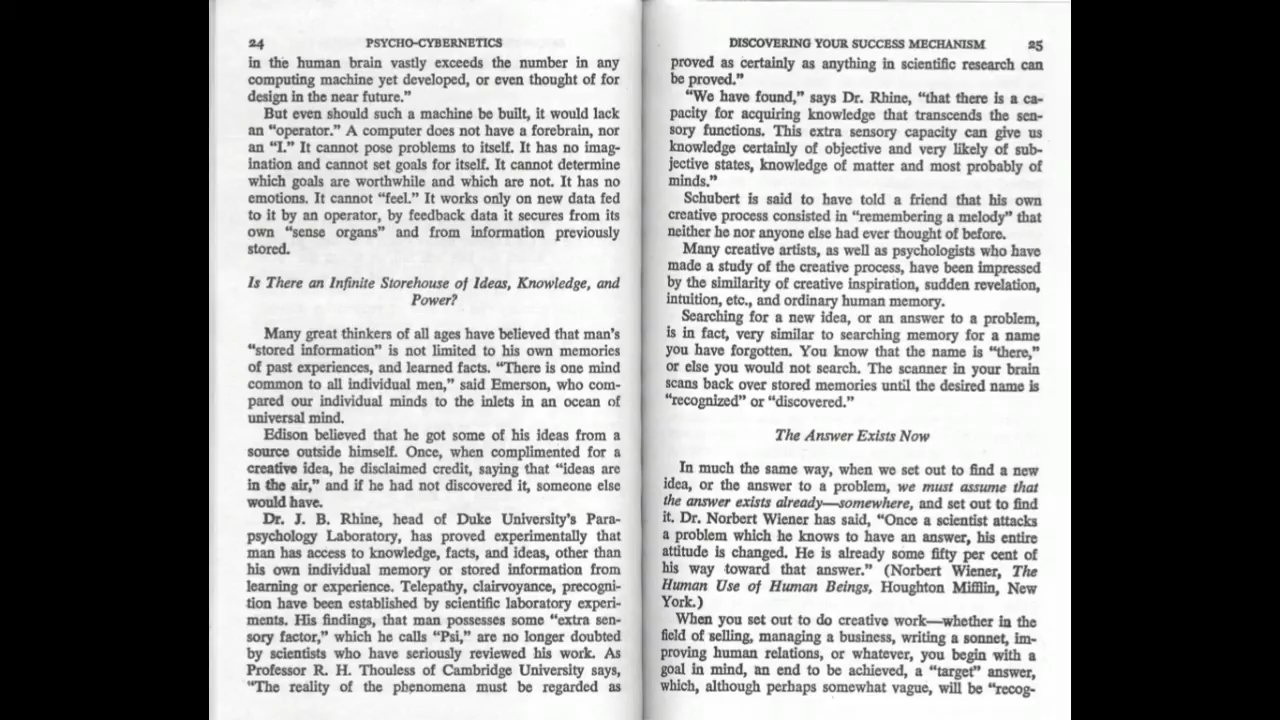 24 PSYCHO-CYBERNETICS
in the human brain vastly exceeds the number in any
computing machine yet developed, or even thought of for
design in the near future."
But even should such a machine be built, it would lack
an "operator." A computer does not have a forebrain, nor
an "I." It cannot pose problems to itself. It has no imag-
ination and cannot set goals for itself. It cannot determine
which goals are worthwhile and which are not. It has no
emotions. It cannot "feel." It works only on new data fed
to it by an operator, by feedback data it secures from its
own "sense organs" and from information previously
stored.
Is There an Infinite Storehouse of Ideas, Knowledge, and
Power?
Many great thinkers of all ages have believed that man's
"stored information" is not limited to his own memories
of past experiences, and learned facts. "There is one mind
common to all individual men," said Emerson, who com-
pared our individual minds to the inlets in an ocean of
universal mind.
Edison believed that he got some of his ideas from a
source outside himself. Once, when complimented for a
creative idea, he disclaimed credit, saying that "ideas are
in the air," and if he had not discovered it, someone else
would have.
Dr. J. B. Rhine, head of Duke University's Para-
psychology Laboratory, has proved experimentally that
man has access to knowledge, facts, and ideas, other than
his own individual memory or stored information from
learning or experience. Telepathy, clairvoyance, precogni-
tion have been established by scientific laboratory experi-
ments. His findings, that man possesses some "extra sen-
sory factor," which he calls "Psi," are no longer doubted
by scientists who have seriously reviewed his work. As
Professor R. H. Thouless of Cambridge University says,
"The reality of the phenomena must be regarded as
DISCOVERING YOUR SUCCESS MECHANISM 25
proved as certainly as anything in scientific research can
be proved."
"We have found," says Dr. Rhine, "that there is a ca-
pacity for acquiring knowledge that transcends the sen-
sory functions. This extra sensory capacity can give us
knowledge certainly of objective and very likely of sub-
jective states, knowledge of matter and most probably of
minds."
Schubert is said to have told a friend that his own
creative process consisted in "remembering a melody" that
neither he nor anyone else had ever thought of before.
Many creative artists, as well as psychologists who have
made a study of the creative process, have been impressed
by the similarity of creative inspiration, sudden revelation,
intuition, etc., and ordinary human memory.
Searching for a new idea, or an answer to a problem,
is in fact, very similar to searching memory for a name
you have forgotten. You know that the name is "there,"
or else you would not search. The scanner in your brain
scans back over stored memories until the desired name is
"recognized" or "discovered."
The Answer Exists Now
In much the same way, when we set out to find a new
idea, or the answer to a problem, we must assume that
the answer exists already—somewhere, and set out to find
it. Dr. Norbert Wiener has said, "Once a scientist attacks
a problem which he knows to have an answer, his entire
attitude is changed. He is already some fifty per cent of
his way toward that answer." (Norbert Wiener, The
Human Use of Human Beings, Houghton Mifflin, New
York.)
When you set out to do creative work—whether in the
field of selling, managing a business, writing a sonnet, im-
proving human relations, or whatever, you begin with a
goal in mind, an end to be achieved, a "target" answer,
which, although perhaps somewhat vague, will be "recog-